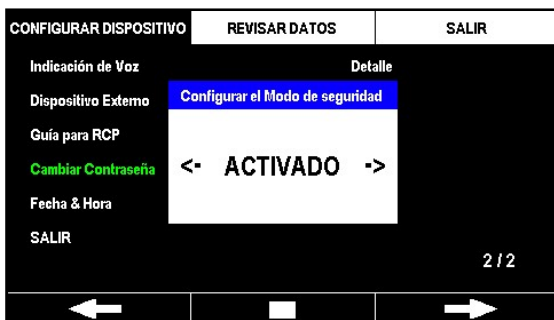 CONFIGURAR DISPOSITIVO REVISAR DATOS SALIR
Indicación de Voz Detalle
Dispositivo Externo
Configurar el Modo de seguridad
Guía para RCP
Cambiar Contraseña
<- ACTIVADO ->
Fecha & Hora
SALIR
2 / 2